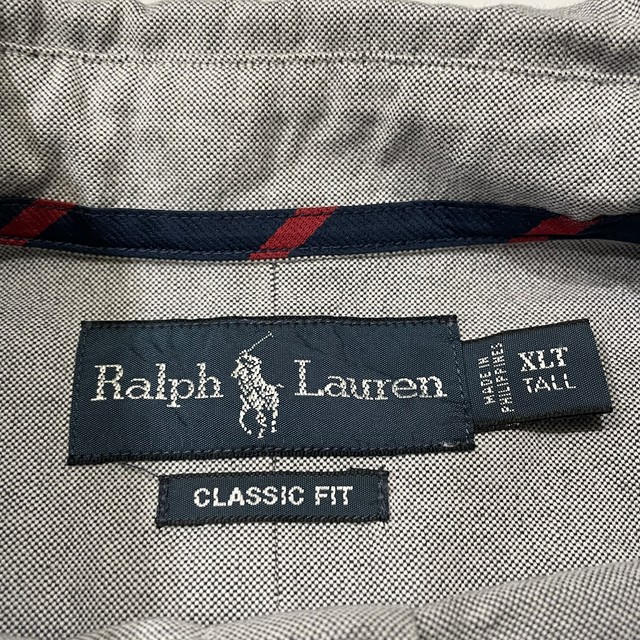 Ralph Lauren
MADE IN
PHILIPPINES
XLT
TALL
CLASSIC FIT